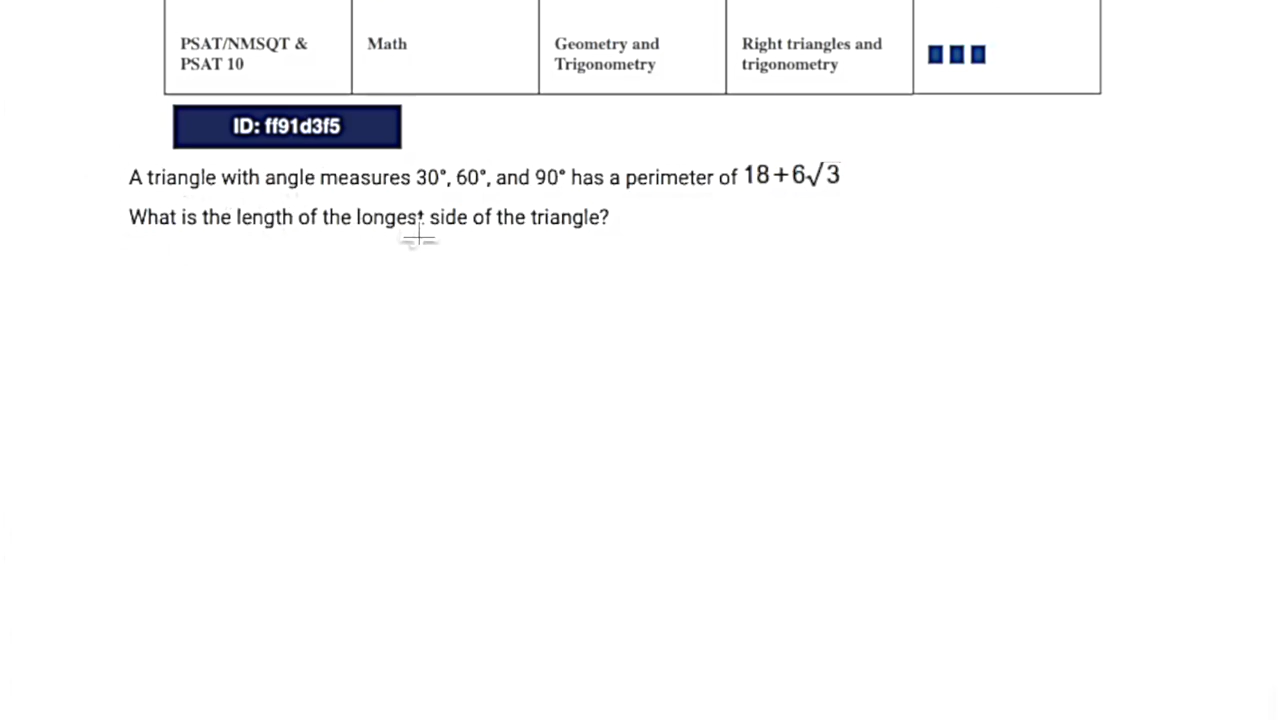 PSAT/NMSQT & PSAT 10
Math
Geometry and Trigonometry
Right triangles and trigonometry
ID: ff91d3f5
A triangle with angle measures 30°, 60°, and 90° has a perimeter of 18+6√3
What is the length of the longest side of the triangle?